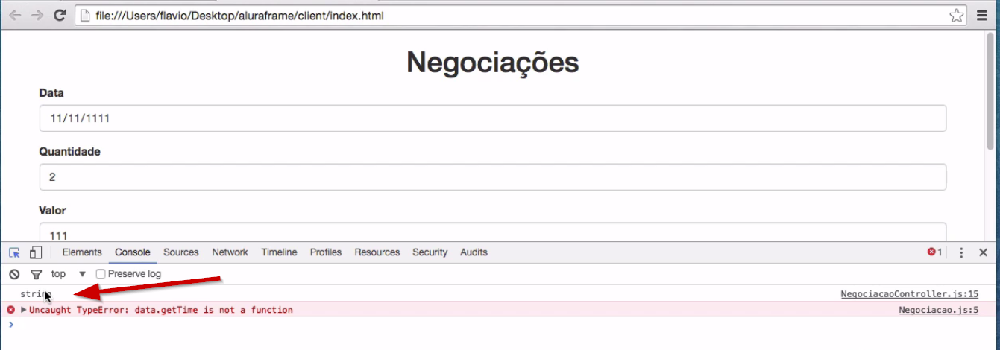 file:///Users/flavio/Desktop/aluraframe/client/index.html
Negociações
Data
11/11/1111
Quantidade
2
Valor
111
Elements Console Sources Network Timeline Profiles Resources Security Audits 1
top Preserve log
string NegociacaoController.js:15
Uncaught TypeError: data.getTime is not a function Negociacao.js:5